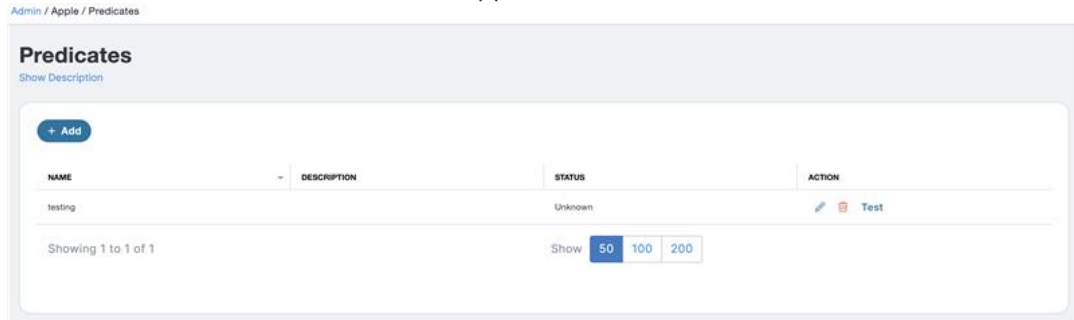 Admin / Apple / Predicates
Predicates
Show Description
+ Add
NAME DESCRIPTION STATUS ACTION
testing Unknown Test
Showing 1 to 1 of 1 Show 50 100 200